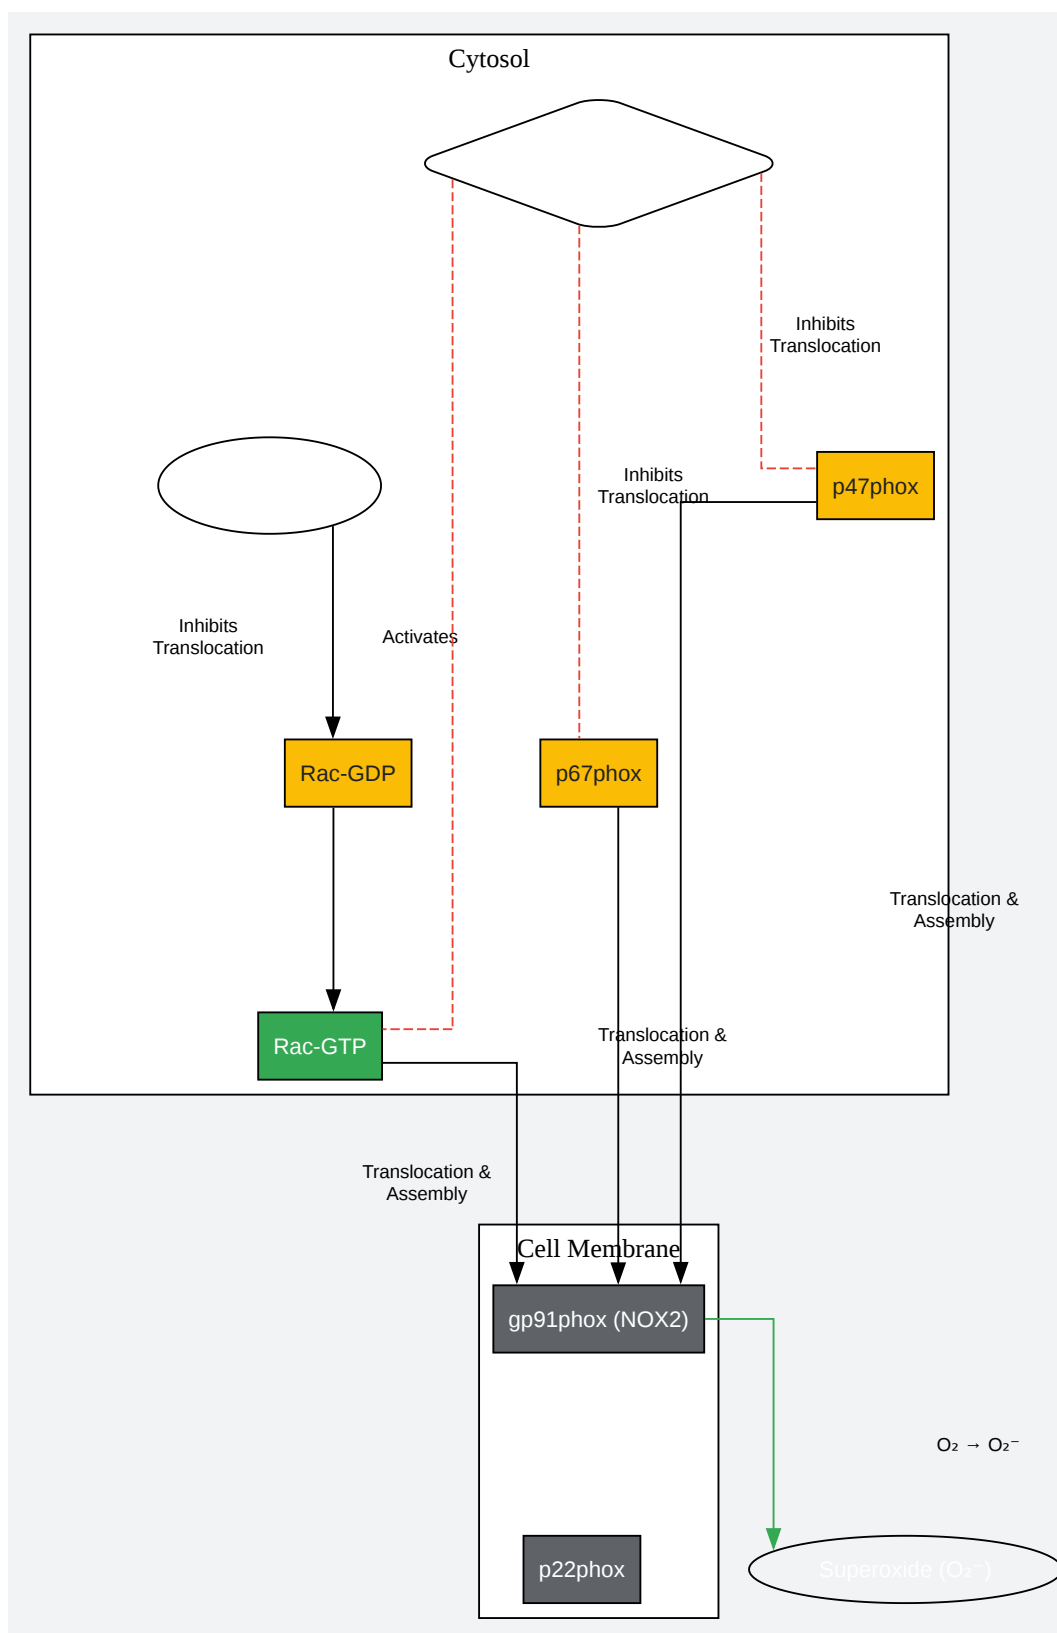 Cytosol
Inhibits
Translocation
Inhibits
Translocation
p47phox
Inhibits
Translocation
Activates
Rac-GDP
p67phox
Translocation &
Assembly
Rac-GTP
Translocation &
Assembly
Translocation &
Assembly
Cell Membrane
gp91phox (NOX2)
O₂ → O₂⁻
p22phox
Superoxide (O₂⁻)